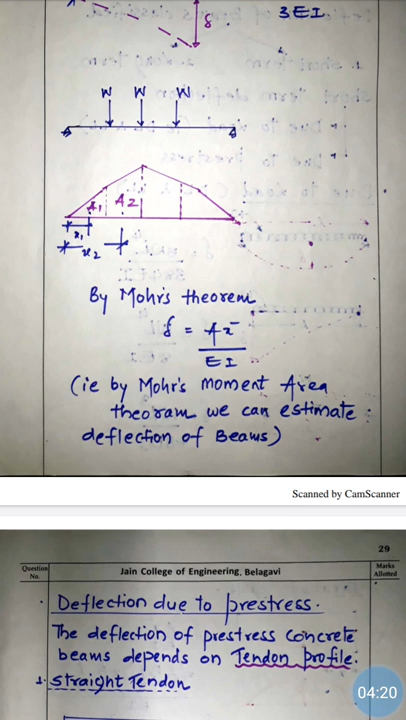 δ
3EI
W W W
A1 A2
x1
x2
By Mohr's theorem
δ = Ax̄
EI
(ie by Mohr's moment Area
theoram we can estimate
deflection of Beams)
Scanned by CamScanner
29
Question
No.
Jain College of Engineering, Belagavi
Marks
Allotted
Deflection due to prestress.
The deflection of prestress concrete
beams depends on Tendon profile.
1. straight Tendon
04:20